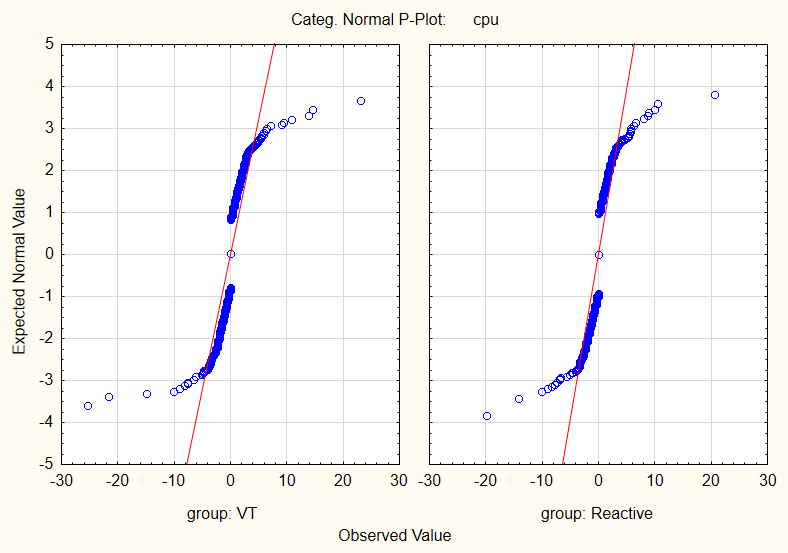 Categ. Normal P-Plot: cpu
Expected Normal Value
5
4
3
2
1
0
-1
-2
-3
-4
-5
-30 -20 -10 0 10 20 30
-30 -20 -10 0 10 20 30
group: VT
group: Reactive
Observed Value